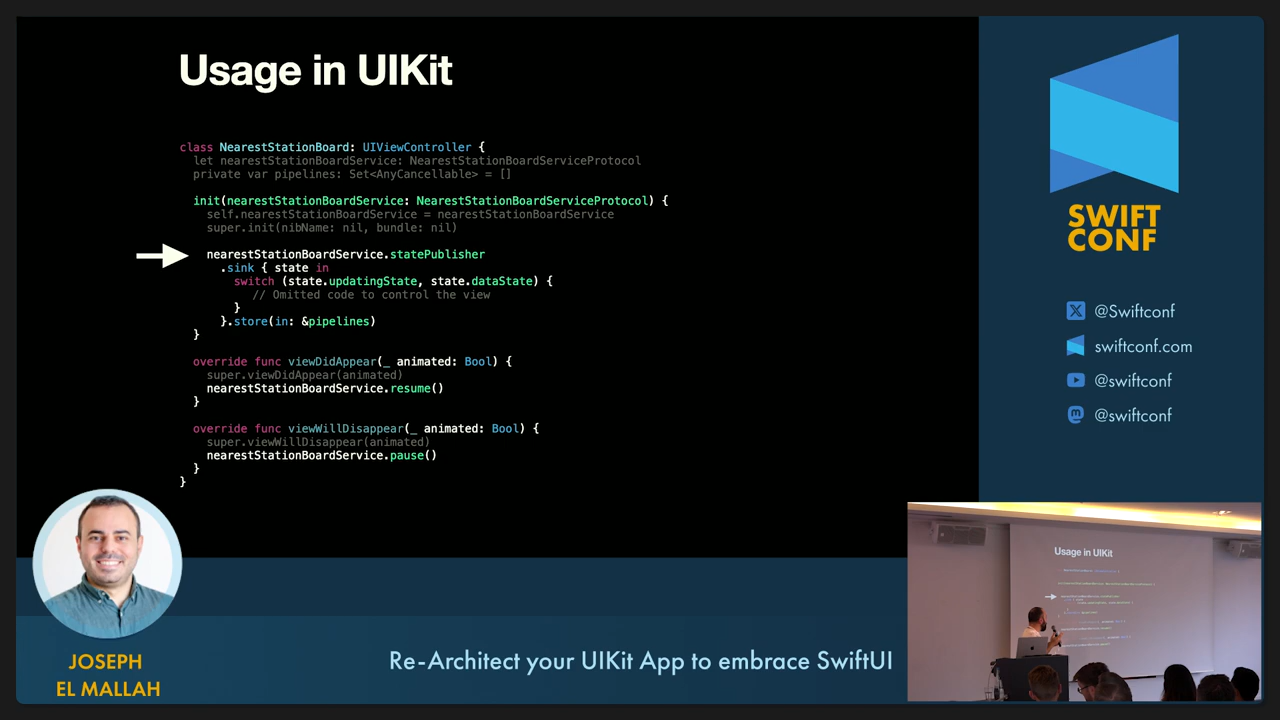 Usage in UIKit
class NearestStationBoard: UIViewController {
let nearestStationBoardService: NearestStationBoardServiceProtocol
private var pipelines: Set<AnyCancellable> = []
init(nearestStationBoardService: NearestStationBoardServiceProtocol) {
self.nearestStationBoardService = nearestStationBoardService
super.init(nibName: nil, bundle: nil)
nearestStationBoardService.statePublisher
.sink { state in
switch (state.updatingState, state.dataState) {
// Omitted code to control the view
}
}.store(in: &pipelines)
}
override func viewDidAppear(_ animated: Bool) {
super.viewDidAppear(animated)
nearestStationBoardService.resume()
}
override func viewWillDisappear(_ animated: Bool) {
super.viewWillDisappear(animated)
nearestStationBoardService.pause()
}
}
SWIFT
CONF
@Swiftconf
swiftconf.com
@swiftconf
@swiftconf
Usage in UIKit
JOSEPH
EL MALLAH
Re-Architect your UIKit App to embrace SwiftUI